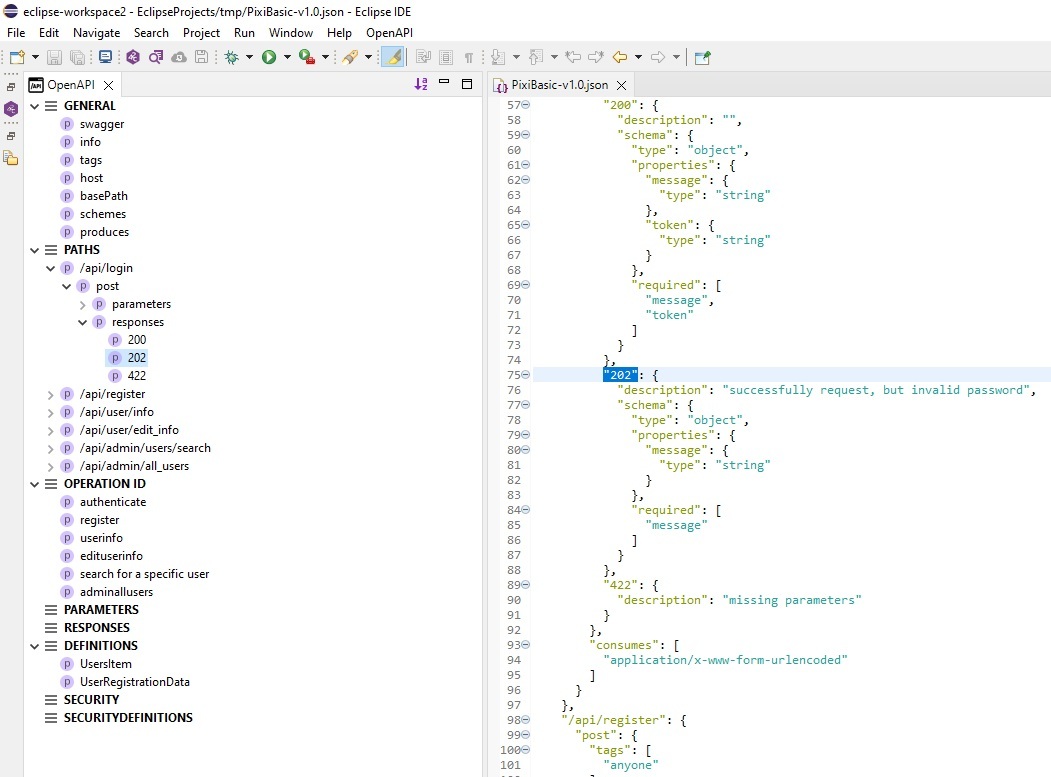 eclipse-workspace2 - EclipseProjects/tmp/PixiBasic-v1.0.json - Eclipse IDE
File Edit Navigate Search Project Run Window Help OpenAPI
OpenAPI
GENERAL
swagger
info
tags
host
basePath
schemes
produces
PATHS
/api/login
post
parameters
responses
200
202
422
/api/register
/api/user/info
/api/user/edit_info
/api/admin/users/search
/api/admin/all_users
OPERATION ID
authenticate
register
userinfo
edituserinfo
search for a specific user
adminallusers
PARAMETERS
RESPONSES
DEFINITIONS
UsersItem
UserRegistrationData
SECURITY
SECURITYDEFINITIONS
PixiBasic-v1.0.json
57 "200": {
58 "description": "",
59 "schema": {
60 "type": "object",
61 "properties": {
62 "message": {
63 "type": "string"
64 },
65 "token": {
66 "type": "string"
67 }
68 },
69 "required": [
70 "message",
71 "token"
72 ]
73 }
74 },
75 "202": {
76 "description": "successfully request, but invalid password",
77 "schema": {
78 "type": "object",
79 "properties": {
80 "message": {
81 "type": "string"
82 }
83 },
84 "required": [
85 "message"
86 ]
87 }
88 },
89 "422": {
90 "description": "missing parameters"
91 }
92 },
93 "consumes": [
94 "application/x-www-form-urlencoded"
95 ]
96 }
97 },
98 "/api/register": {
99 "post": {
100 "tags": [
101 "anyone"